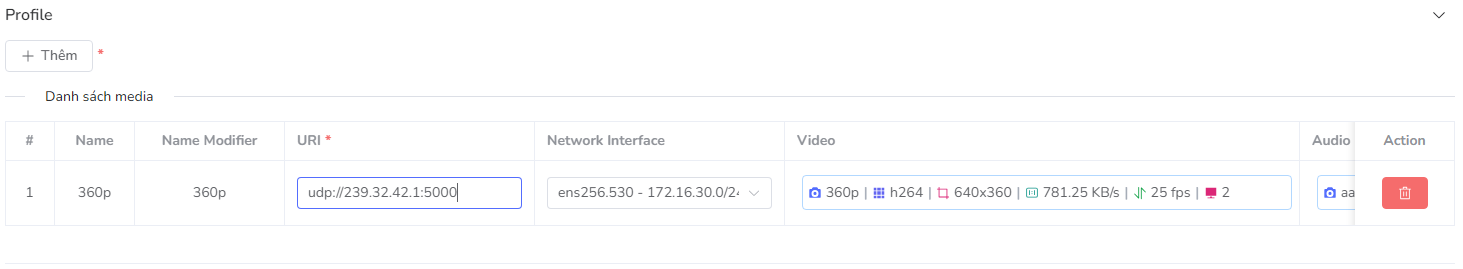 Profile
+ Thêm *
Danh sách media
# Name Name Modifier URI * Network Interface Video Audio Action
1 360p 360p udp://239.32.42.1:5000 ens256.530 - 172.16.30.0/2 360p | h264 | 640x360 | 781.25 KB/s | 25 fps | 2 aa